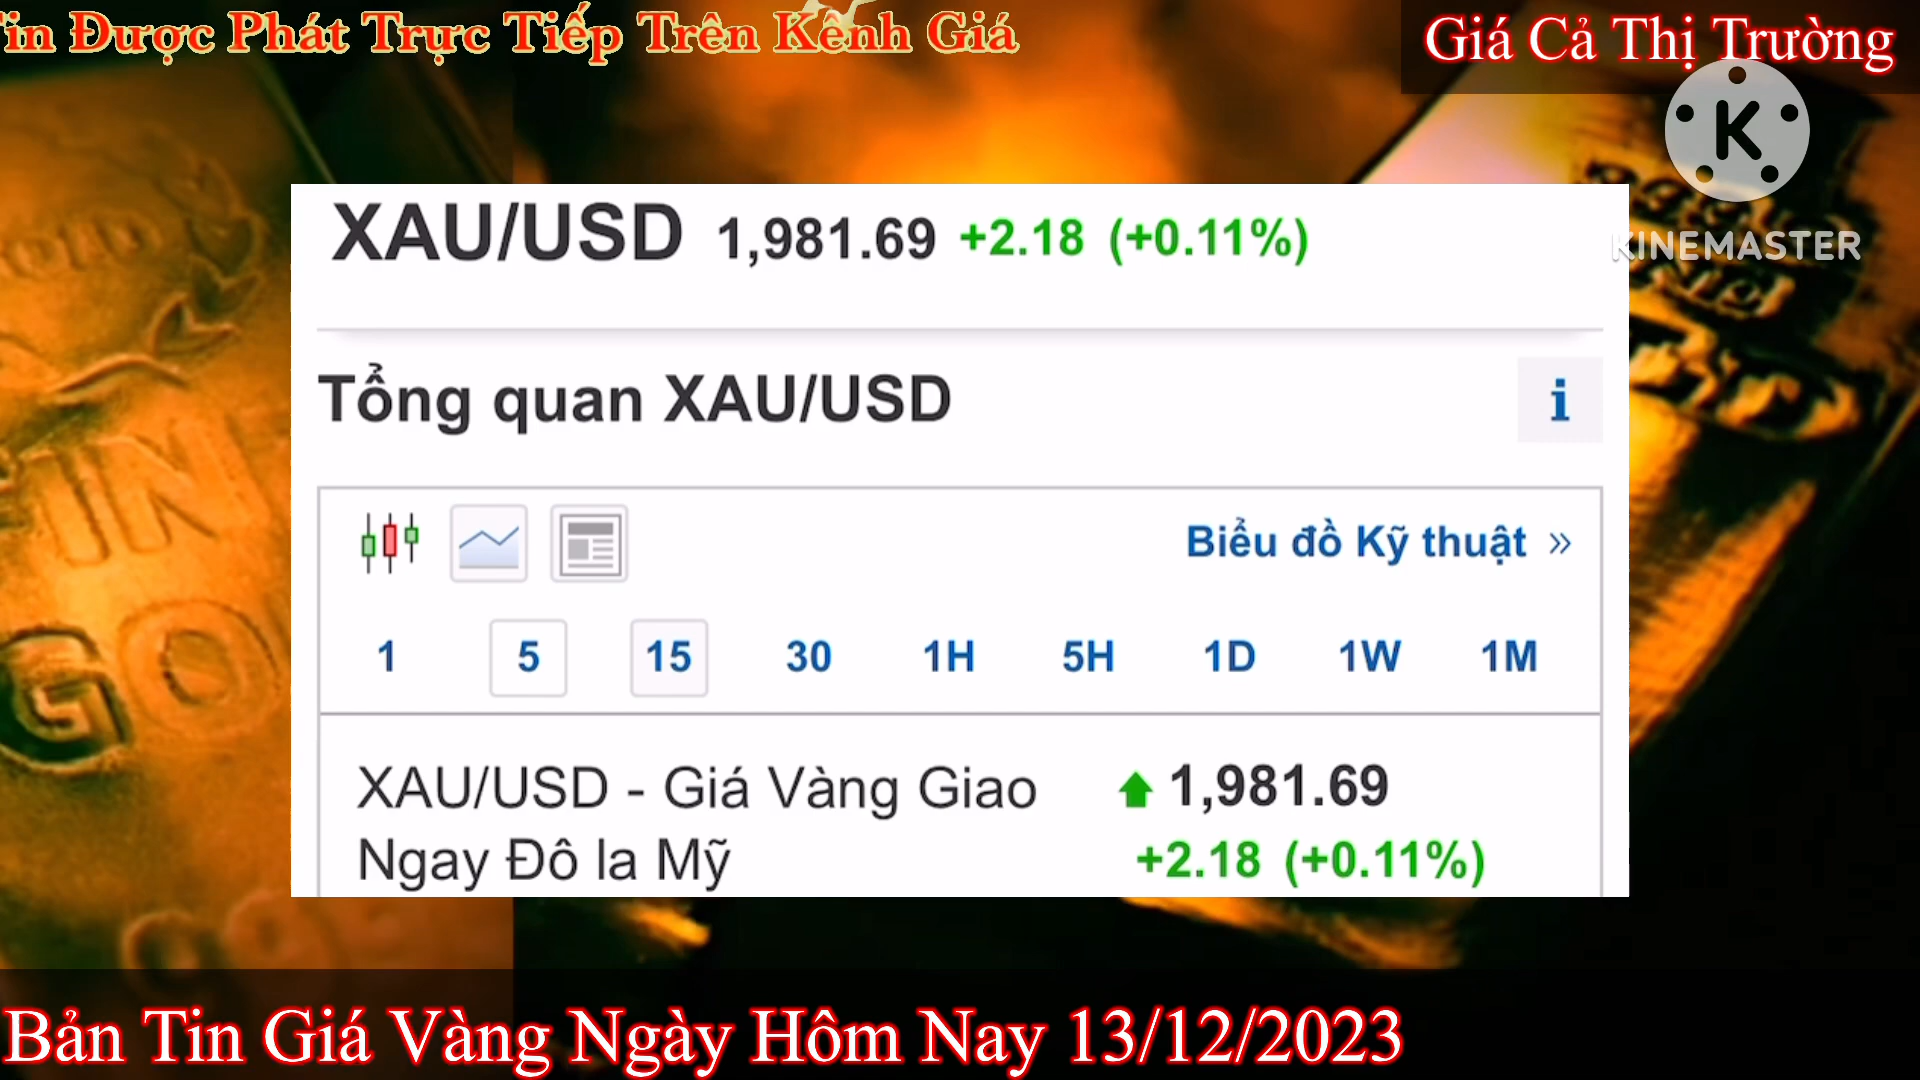 in Được Phát Trực Tiếp Trên Kênh Giá
Giá Cả Thị Trường
K
KINEMASTER
XAU/USD 1,981.69 +2.18 (+0.11%)
Tổng quan XAU/USD
i
Biểu đồ Kỹ thuật »
1 5 15 30 1H 5H 1D 1W 1M
XAU/USD - Giá Vàng Giao
Ngay Đô la Mỹ
1,981.69
+2.18 (+0.11%)
IN
GO
Bản Tin Giá Vàng Ngày Hôm Nay 13/12/2023